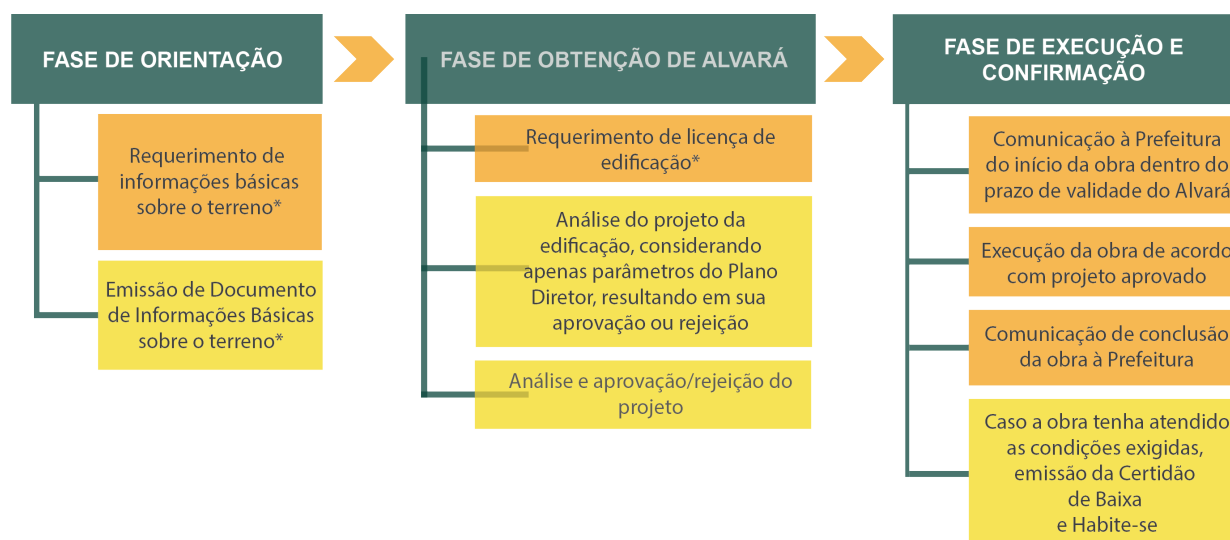 FASE DE ORIENTAÇÃO
Requerimento de
informações básicas
sobre o terreno*
Emissão de Documento
de Informações Básicas
sobre o terreno*
FASE DE OBTENÇÃO DE ALVARÁ
Requerimento de licença de
edificação*
Análise do projeto da
edificação, considerando
apenas parâmetros do Plano
Diretor, resultando em sua
aprovação ou rejeição
Análise e aprovação/rejeição do
projeto
FASE DE EXECUÇÃO E
CONFIRMAÇÃO
Comunicação à Prefeitura
do início da obra dentro do
prazo de validade do Alvará
Execução da obra de acordo
com projeto aprovado
Comunicação de conclusão
da obra à Prefeitura
Caso a obra tenha atendido
as condições exigidas,
emissão da Certidão
de Baixa
e Habite-se